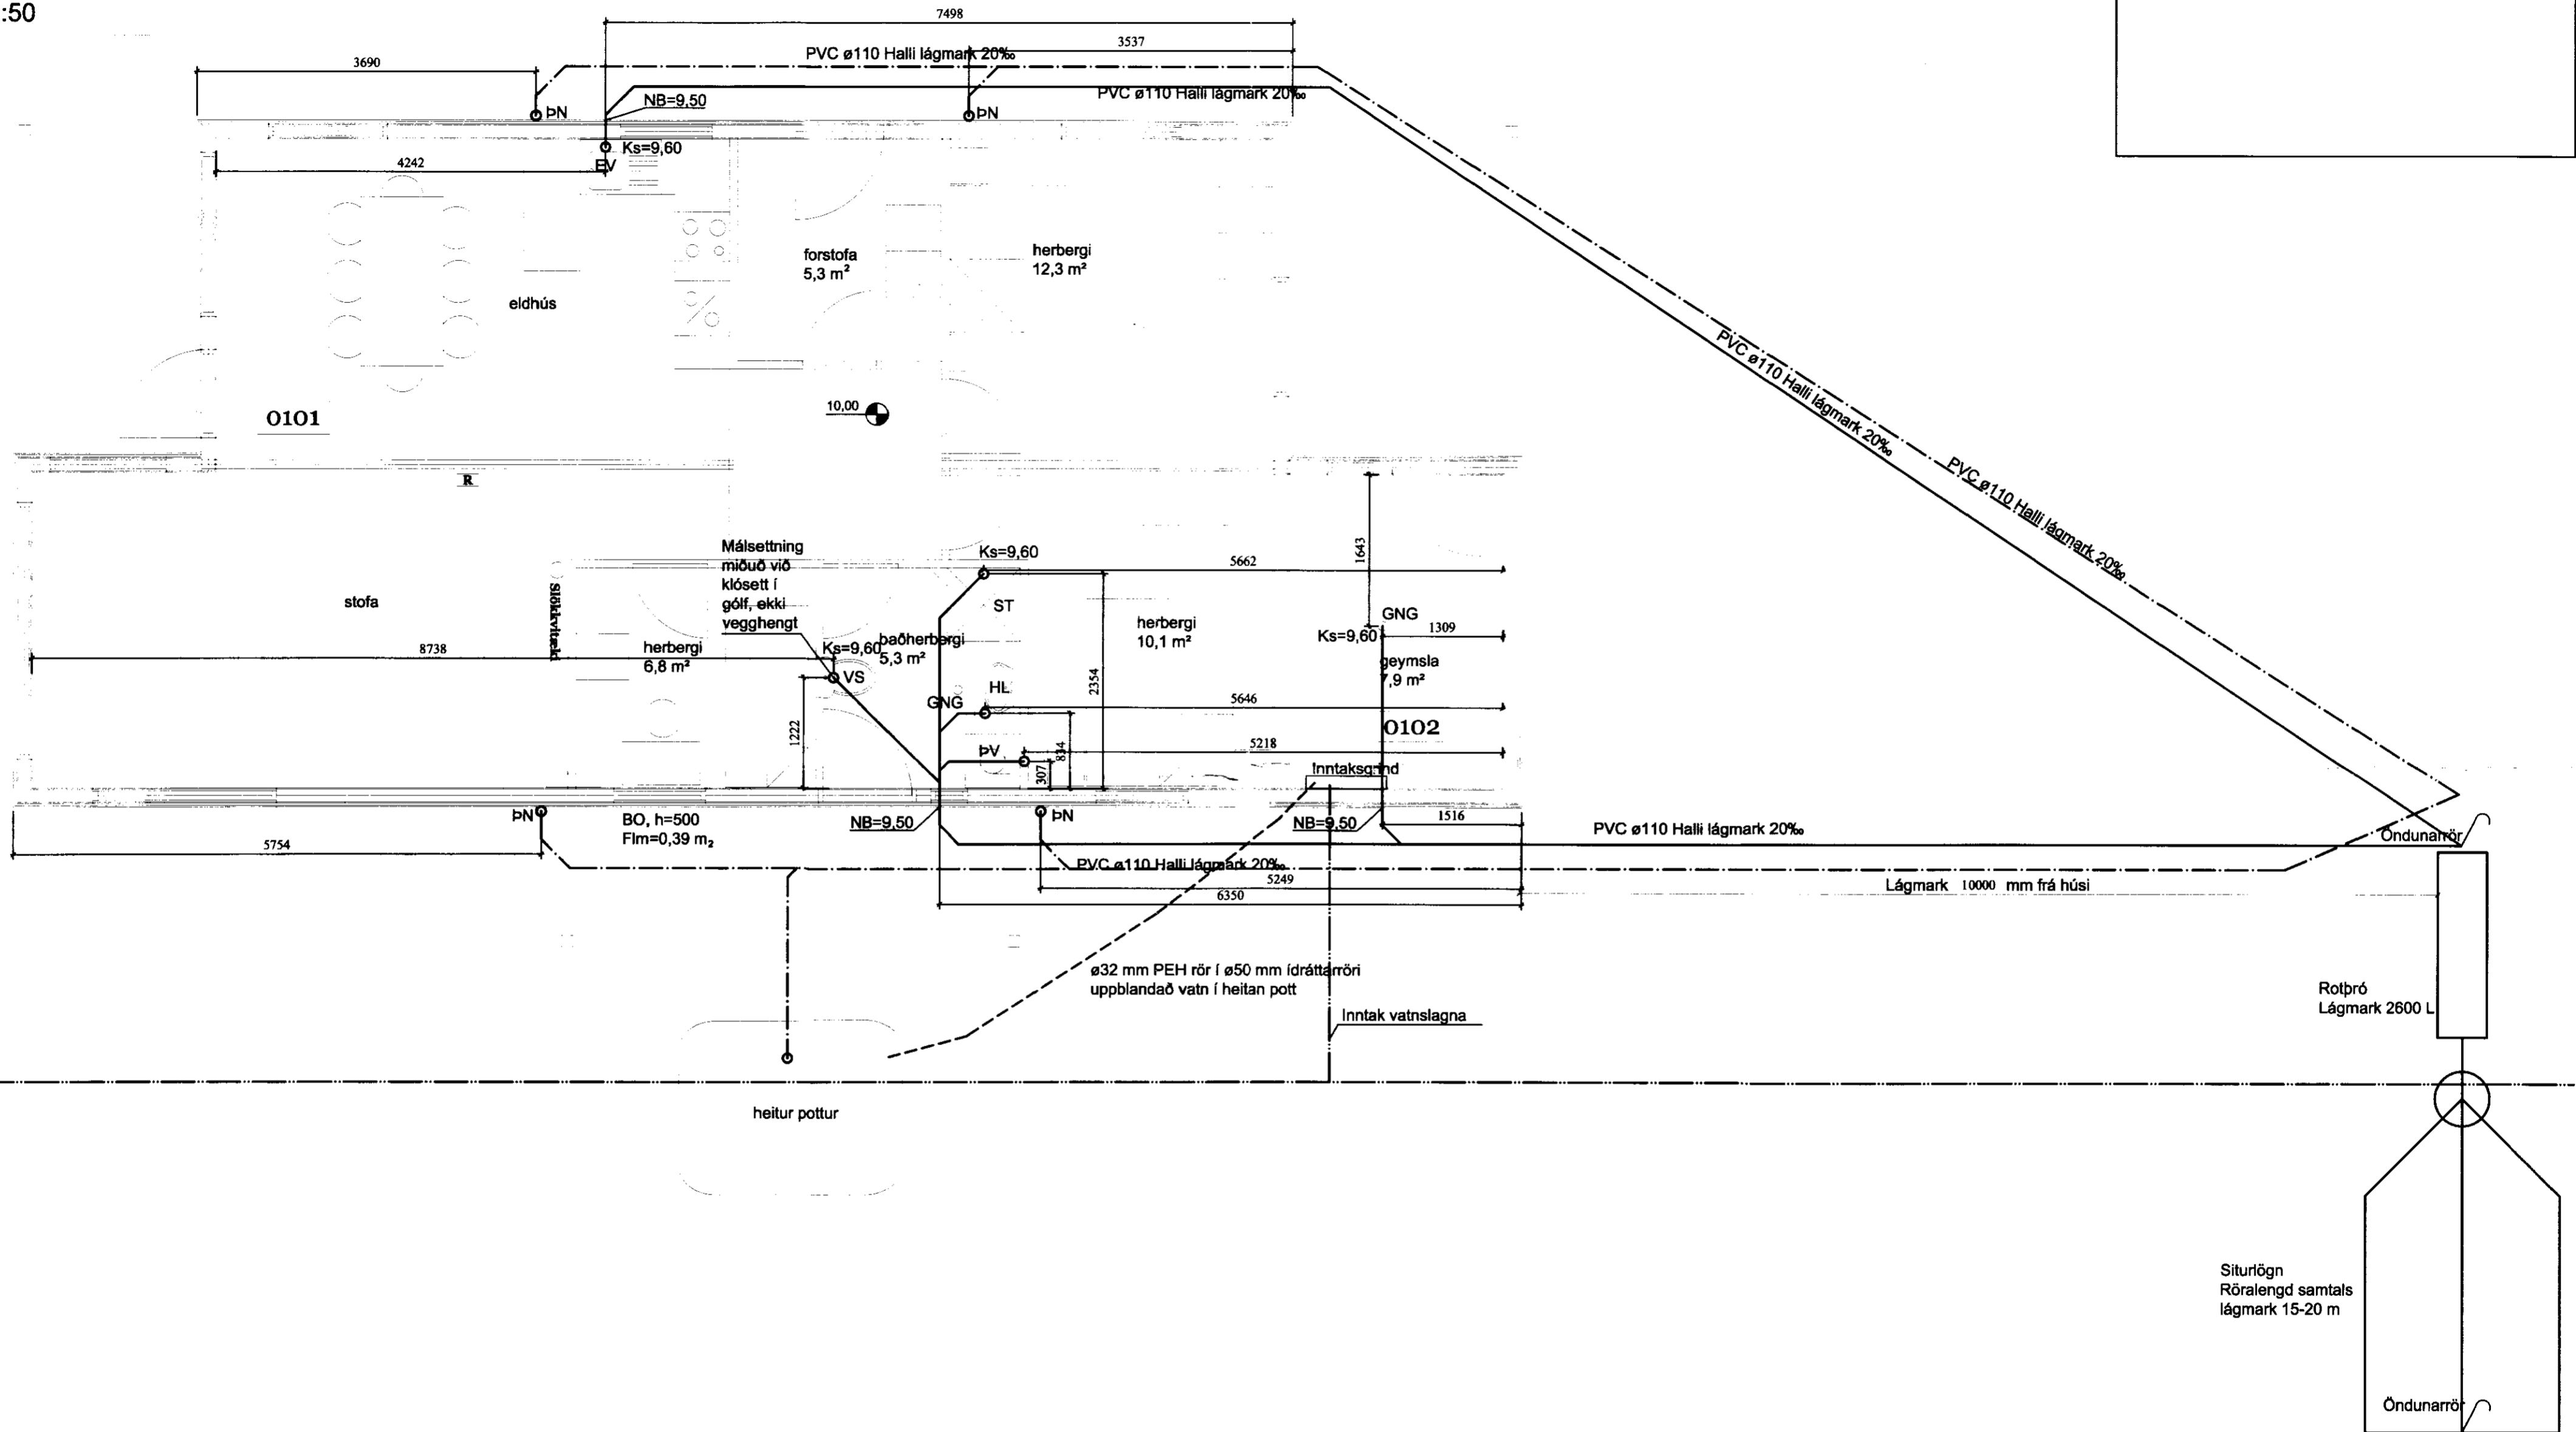 :50
7498
3537
PVC ø110 Halli lágmark 20‰
3690
PVC ø110 Halli lágmark 20‰
NB=9,50
ÞN
ÞN
Ks=9,60
EV
4242
forstofa
5,3 m²
herbergi
12,3 m²
eldhús
PVC ø110 Halli lágmark 20‰
PVC ø110 Halli lágmark 20‰
10,00
0101
R
Málsettning
miðuð við
klósett í
gólf, ekki
vegghengt
Ks=9,60
5662
1643
ST
stofa
Slökkvitæki
herbergi
10,1 m²
GNG
Ks=9,60
1309
8738
herbergi
6,8 m²
Ks=9,60
baðherbergi
5,3 m²
VS
geymsla
7,9 m²
2354
HL
GNG
5646
1222
0102
ÞV
834
5218
307
Inntaksgrind
ÞN
BO, h=500
Flm=0,39 m₂
NB=9,50
ÞN
NB=9,50
1516
PVC ø110 Halli lágmark 20‰
Öndunarrör
5754
PVC ø110 Halli lágmark 20‰
5249
Lágmark 10000 mm frá húsi
6350
ø32 mm PEH rör í ø50 mm ídráttarröri
uppblandað vatn í heitan pott
Rotþró
Lágmark 2600 L
Inntak vatnslagna
heitur pottur
Siturlögn
Röralengd samtals
lágmark 15-20 m
Öndunarrör